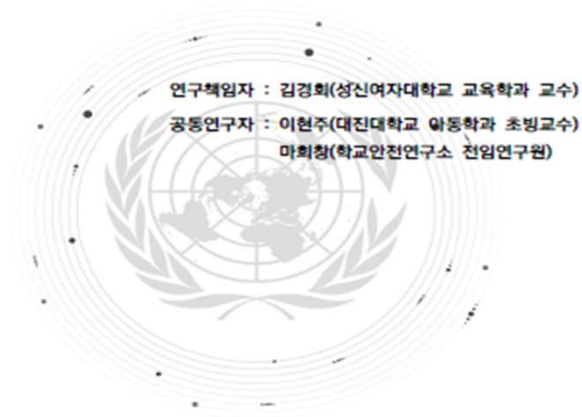 연구책임자 : 김경회(성신여자대학교 교육학과 교수)
공동연구자 : 이현주(대진대학교 아동학과 초빙교수)
마희창(학교안전연구소 전임연구원)